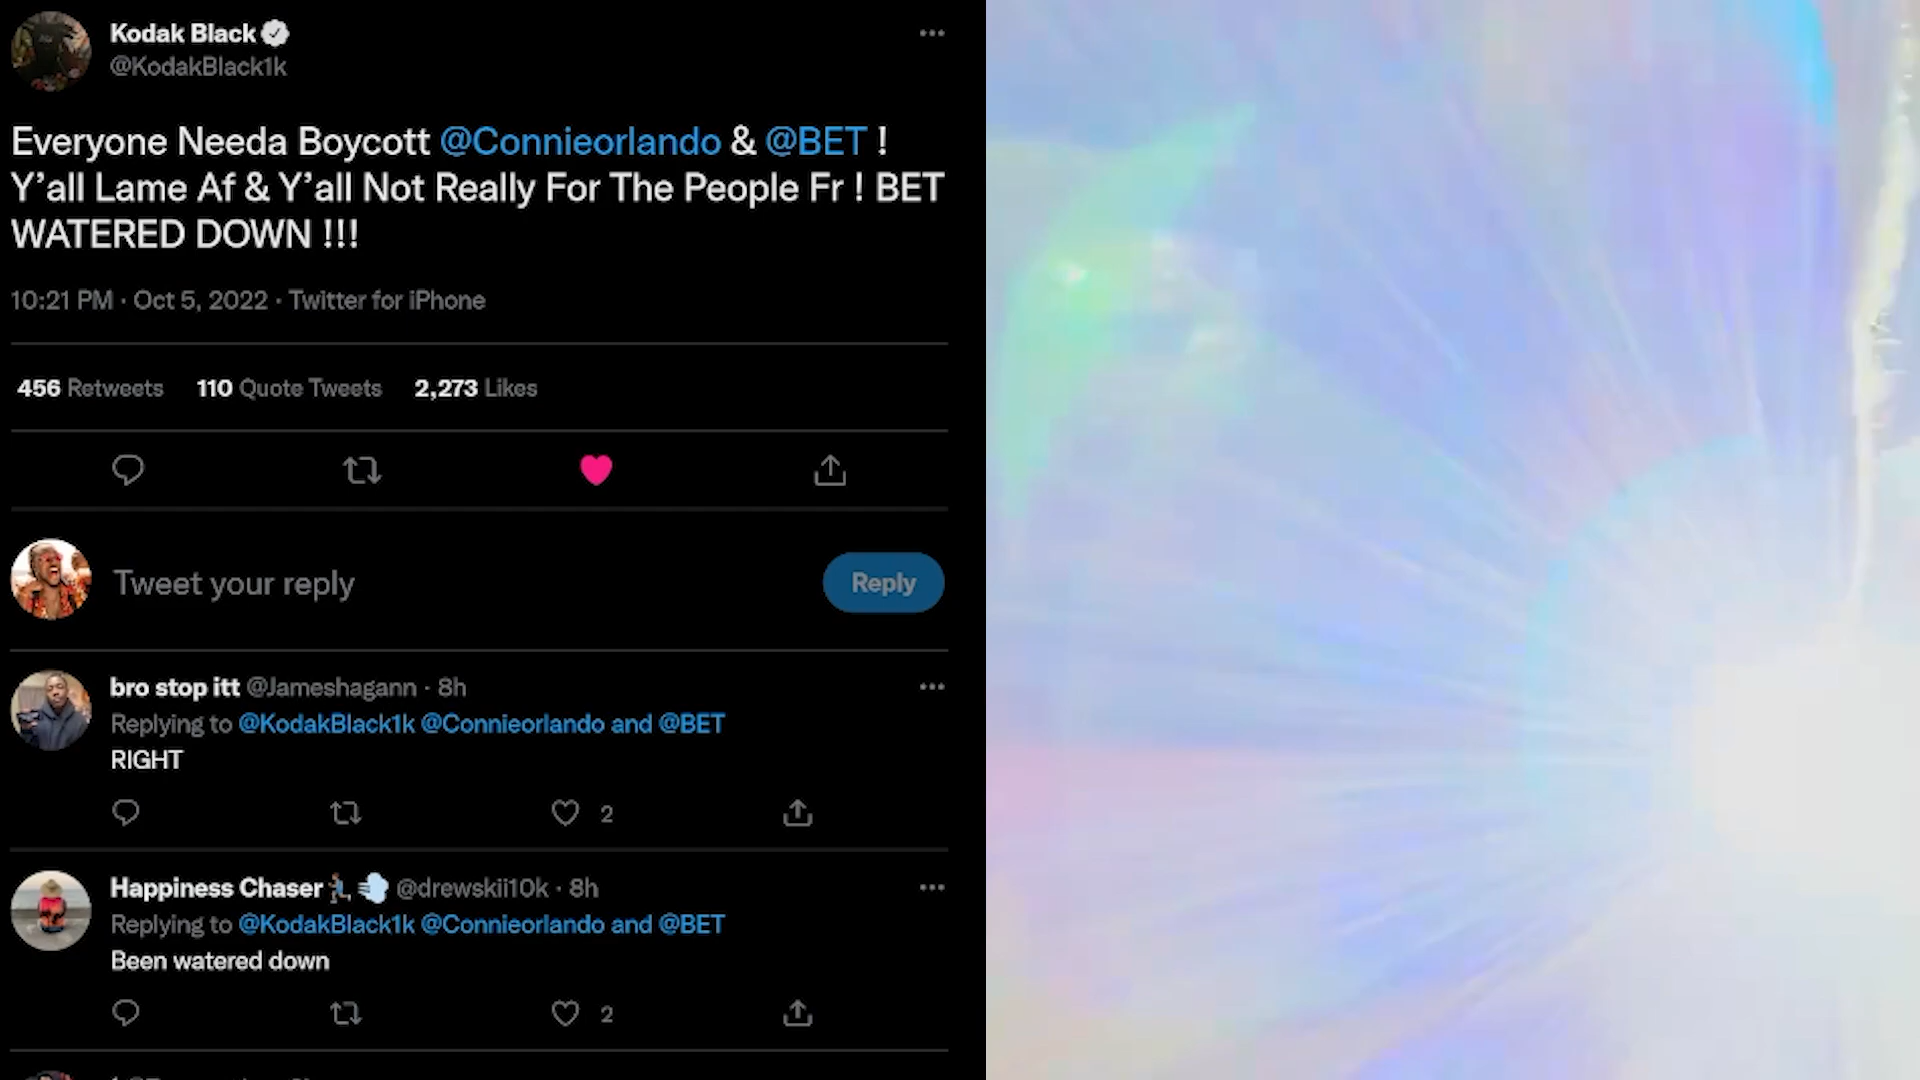 Kodak Black
@KodakBlack1k
Everyone Needa Boycott @Connieorlando & @BET !
Y’all Lame Af & Y’all Not Really For The People Fr ! BET
WATERED DOWN !!!
10:21 PM · Oct 5, 2022 · Twitter for iPhone
456 Retweets 110 Quote Tweets 2,273 Likes
Tweet your reply
Reply
bro stop itt @Jameshagann · 8h
Replying to @KodakBlack1k @Connieorlando and @BET
RIGHT
2
Happiness Chaser @drewskii10k · 8h
Replying to @KodakBlack1k @Connieorlando and @BET
Been watered down
2